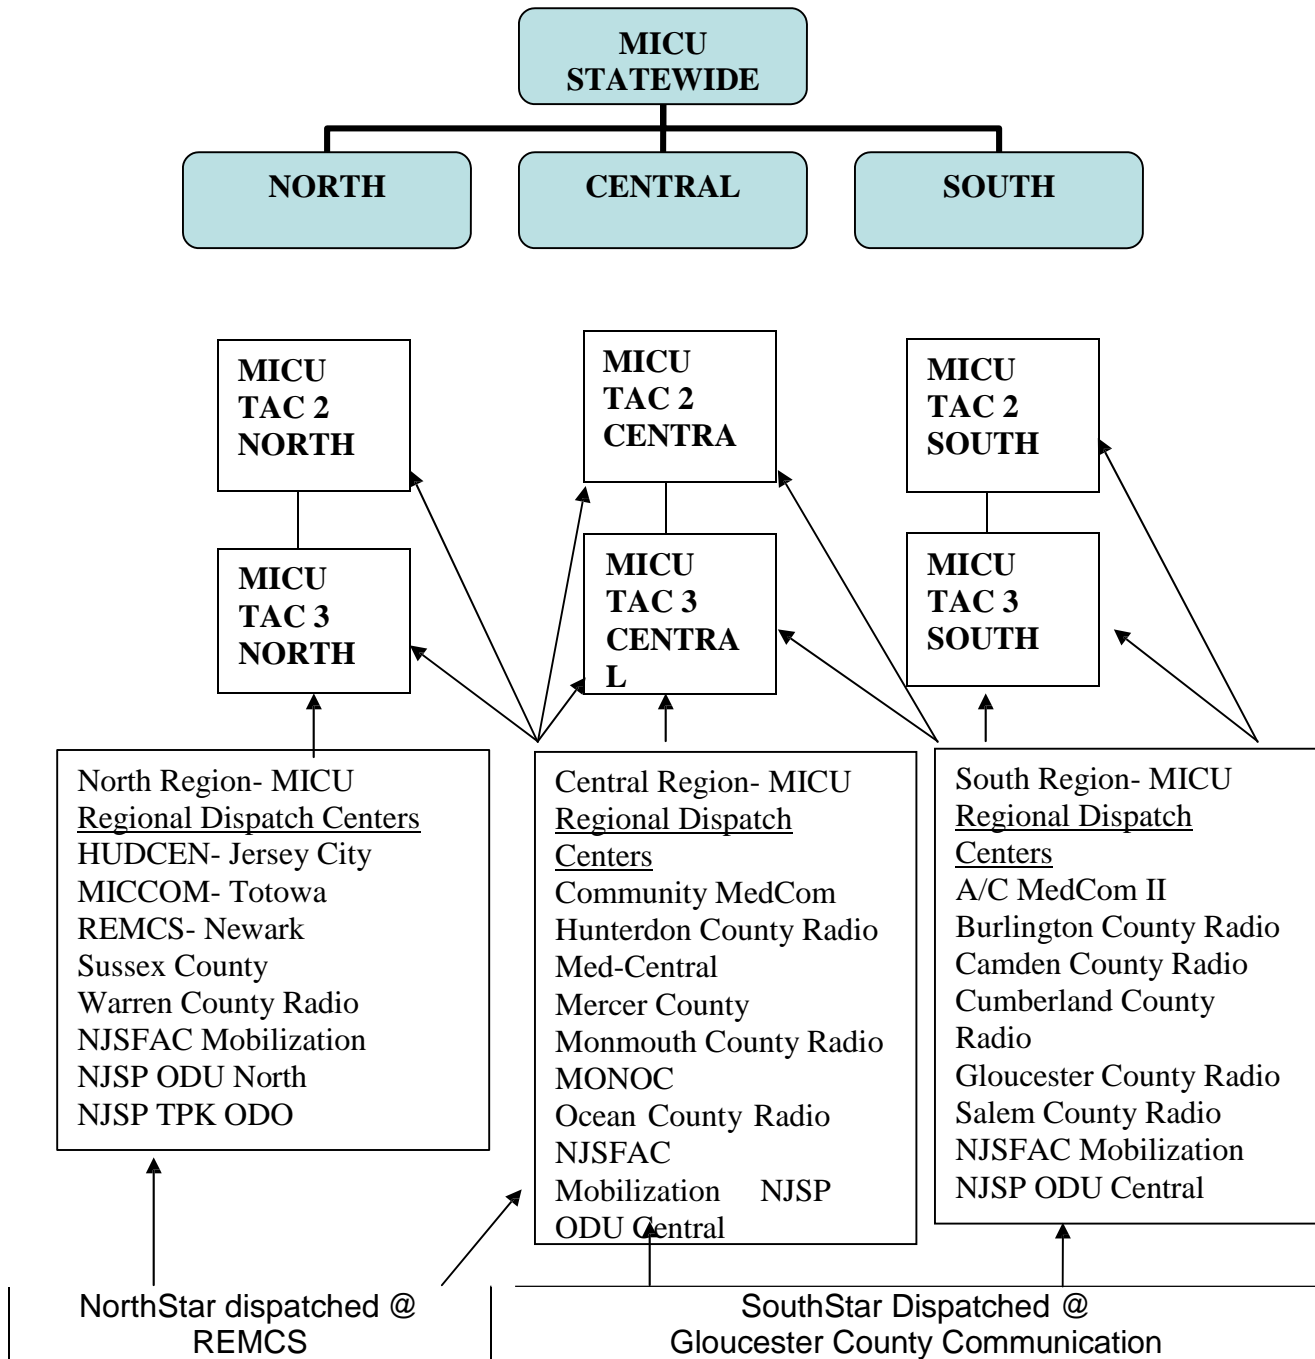 MICU
STATEWIDE
NORTH
CENTRAL
SOUTH
MICU
TAC 2
NORTH
MICU
TAC 2
CENTRA
MICU
TAC 2
SOUTH
MICU
TAC 3
NORTH
MICU
TAC 3
CENTRA
L
MICU
TAC 3
SOUTH
North Region- MICU
Regional Dispatch Centers
HUDCEN- Jersey City
MICCOM- Totowa
REMCS- Newark
Sussex County
Warren County Radio
NJSFAC Mobilization
NJSP ODU North
NJSP TPK ODO
Central Region- MICU
Regional Dispatch
Centers
Community MedCom
Hunterdon County Radio
Med-Central
Mercer County
Monmouth County Radio
MONOC
Ocean County Radio
NJSFAC
Mobilization NJSP
ODU Central
South Region- MICU
Regional Dispatch
Centers
A/C MedCom II
Burlington County Radio
Camden County Radio
Cumberland County
Radio
Gloucester County Radio
Salem County Radio
NJSFAC Mobilization
NJSP ODU Central
NorthStar dispatched @
REMCS
SouthStar Dispatched @
Gloucester County Communication